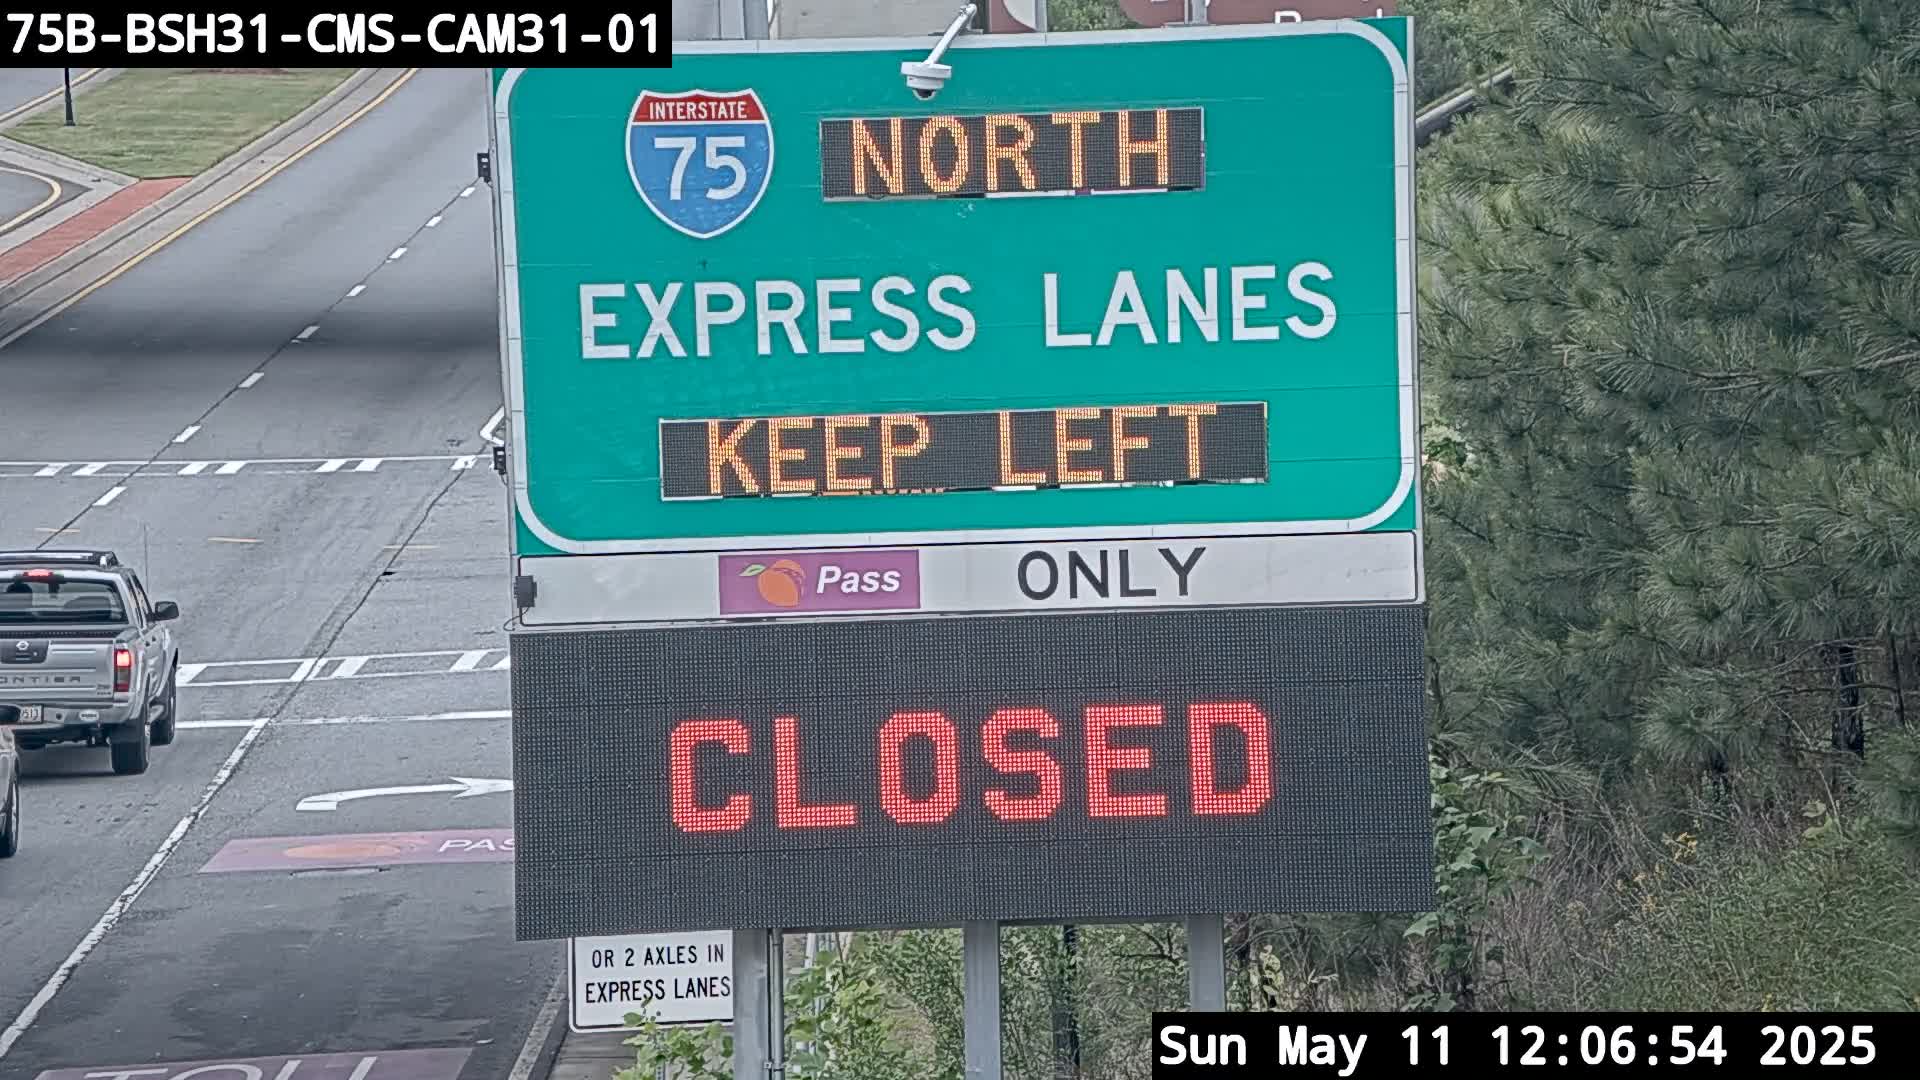 75B-BSH31-CMS-CAM31-01
INTERSTATE
75
NORTH
EXPRESS LANES
KEEP LEFT
Pass ONLY
CLOSED
OR 2 AXLES IN
EXPRESS LANES
TOLL
Sun May 11 12:06:54 2025